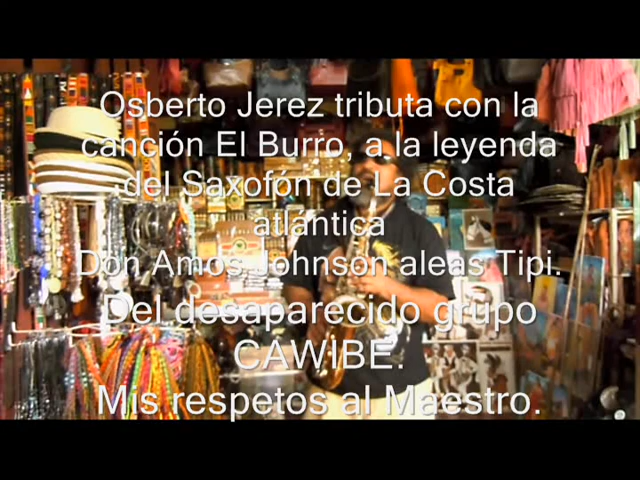 Osberto Jerez tributa con la
canción El Burro, a la leyenda
del Saxofón de La Costa
atlántica
Don Amos Johnson aleas Tipi.
Del desaparecido grupo
CAWIBE.
Mis respetos al Maestro.